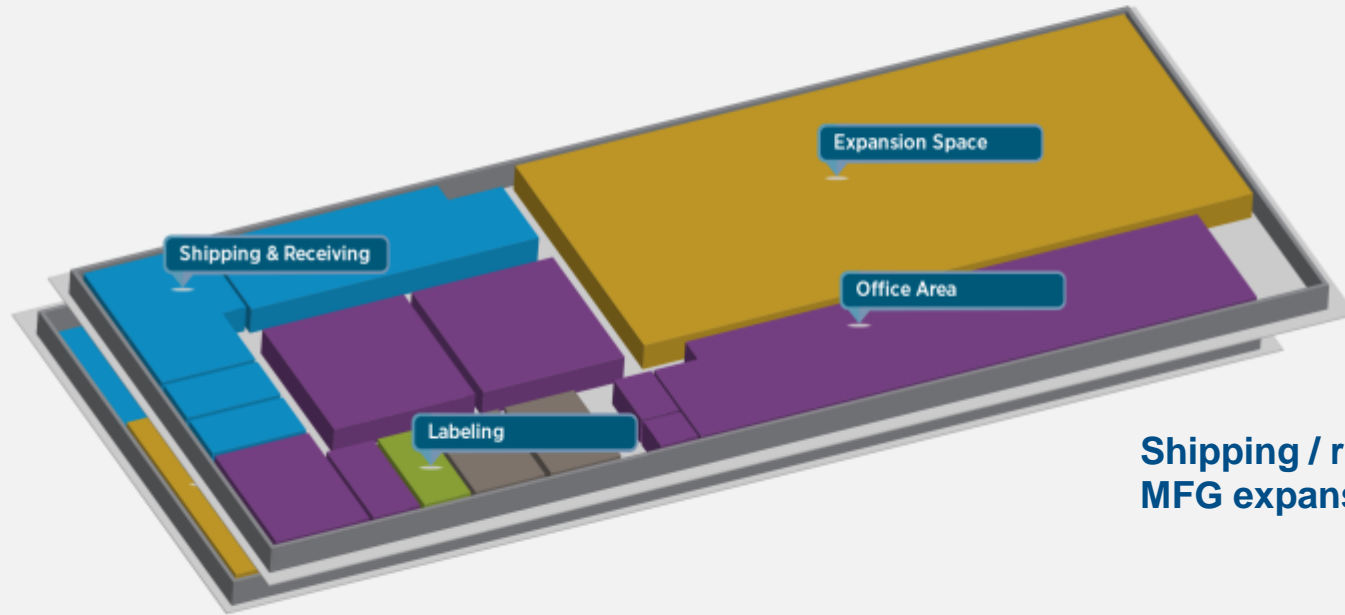 Expansion Space
Shipping & Receiving
Office Area
Labeling
Shipping / r
MFG expans